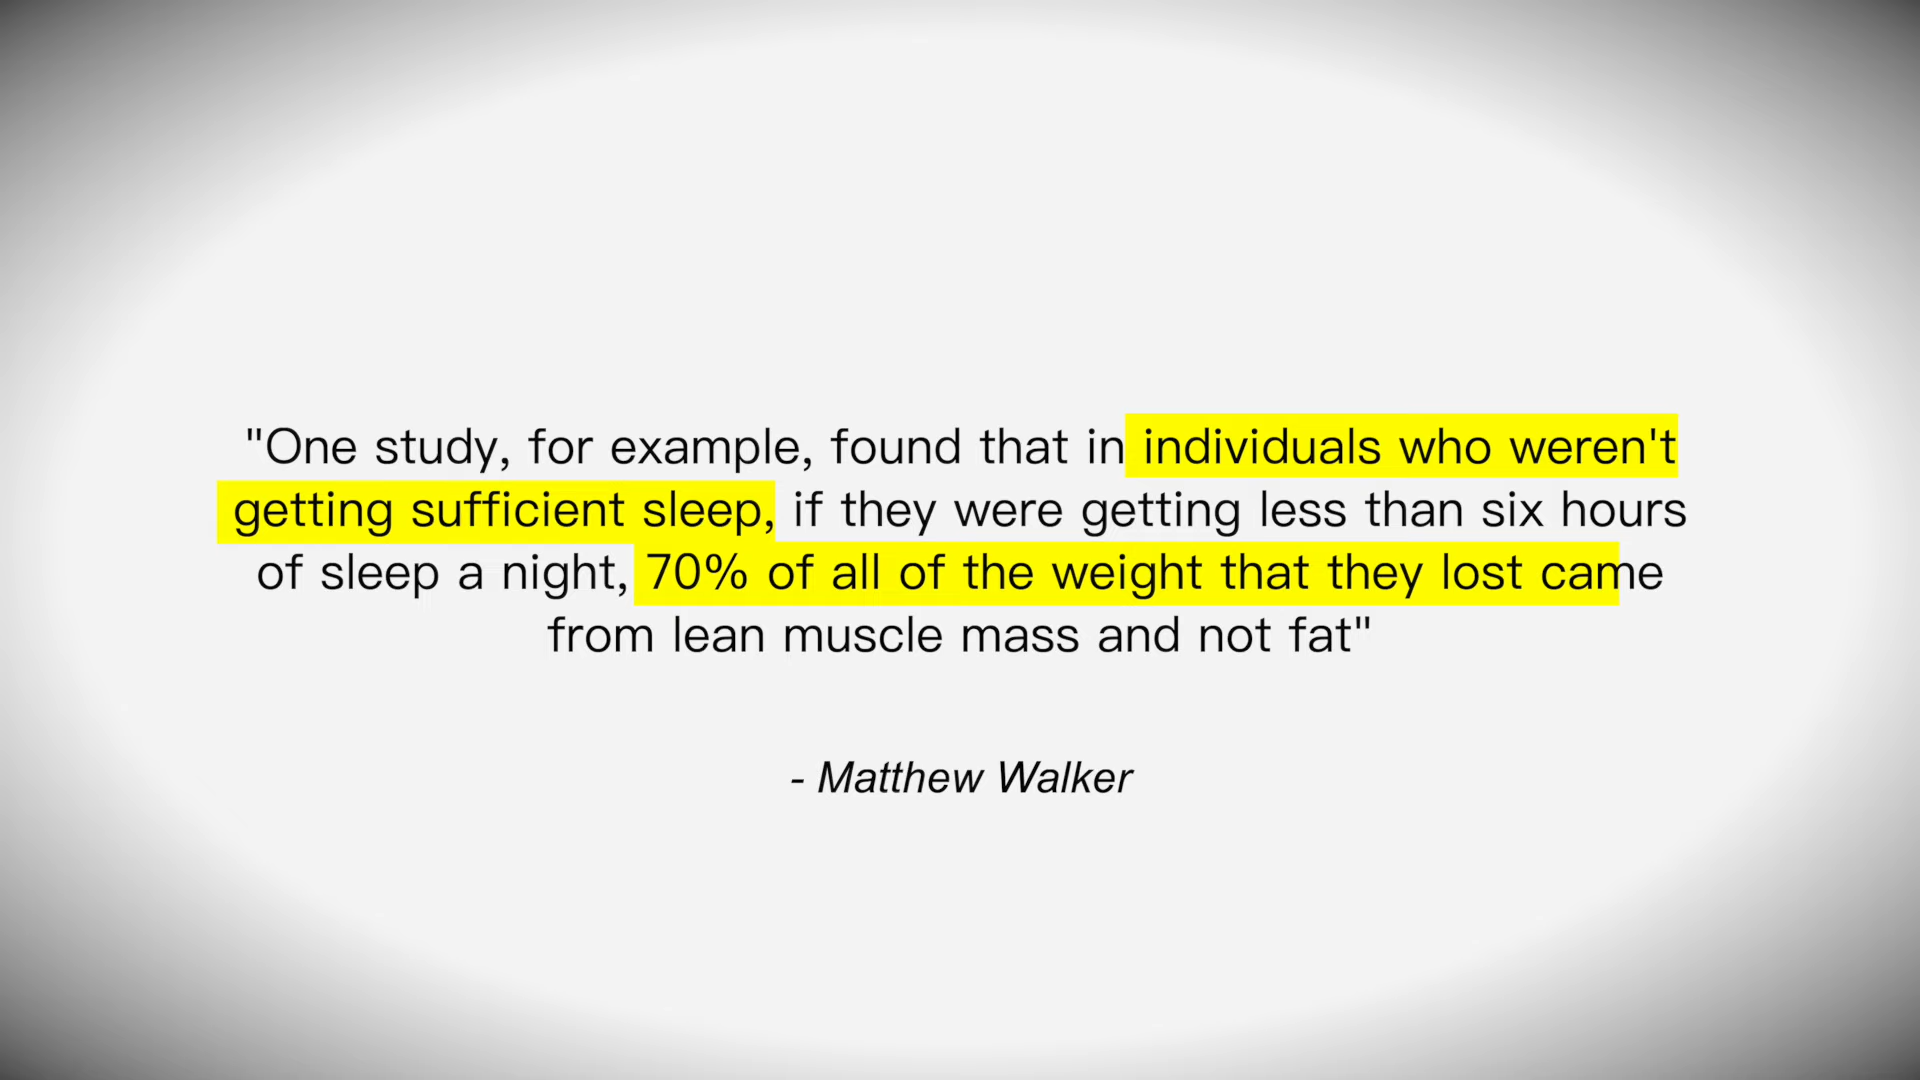 "One study, for example, found that in individuals who weren't
getting sufficient sleep, if they were getting less than six hours
of sleep a night, 70% of all of the weight that they lost came
from lean muscle mass and not fat"
- Matthew Walker